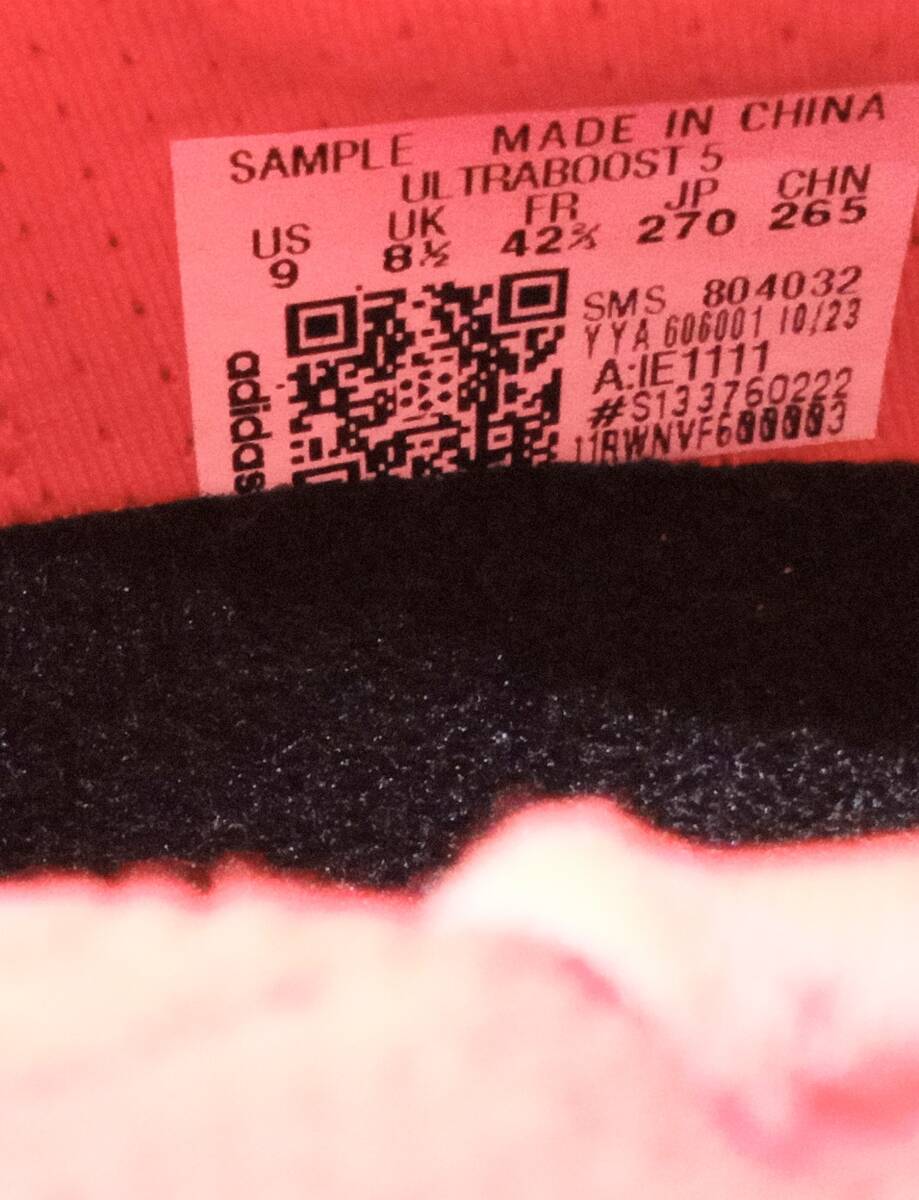 SAMPLE MADE IN CHINA
ULTRABOOST 5
US UK FR JP CHN
9 8½ 42⅔ 270 265
adidas
SMS 804032
YYA 606001 10/23
A:IE1111
#S133760222